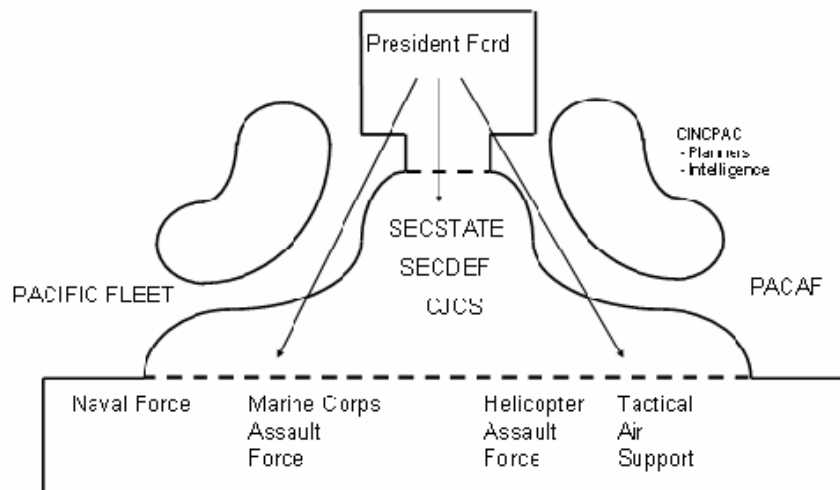 President Ford
CINCPAC
- Planners
- Intelligence
SECSTATE
SECDEF
CJCS
PACIFIC FLEET
PACAF
Naval Force
Marine Corps
Assault
Force
Helicopter
Assault
Force
Tactical
Air
Support